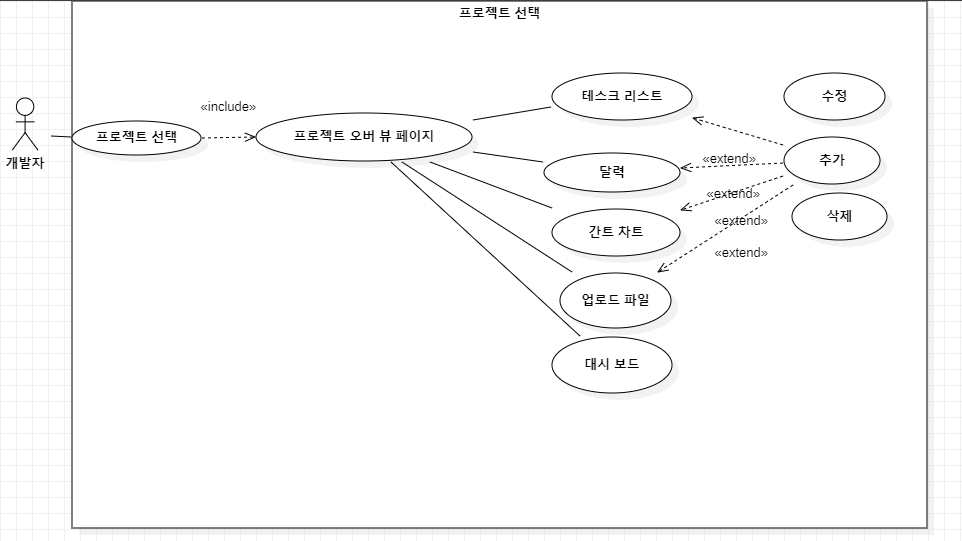 프로젝트 선택
개발자
프로젝트 선택
«include»
프로젝트 오버 뷰 페이지
테스크 리스트
달력
간트 차트
업로드 파일
대시 보드
«extend»
«extend»
«extend»
«extend»
수정
추가
삭제